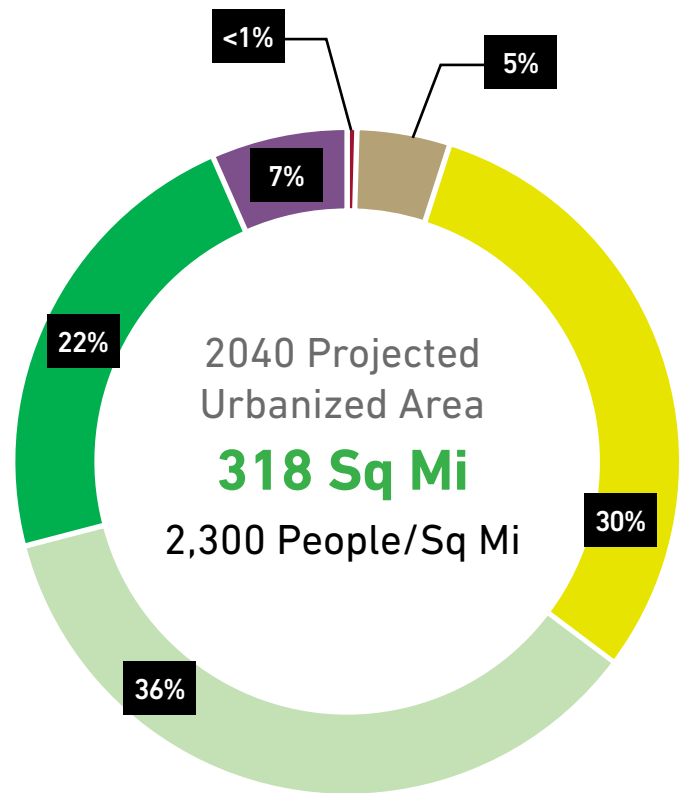 <1%
5%
7%
22%
2040 Projected
Urbanized Area
318 Sq Mi
2,300 People/Sq Mi
30%
36%